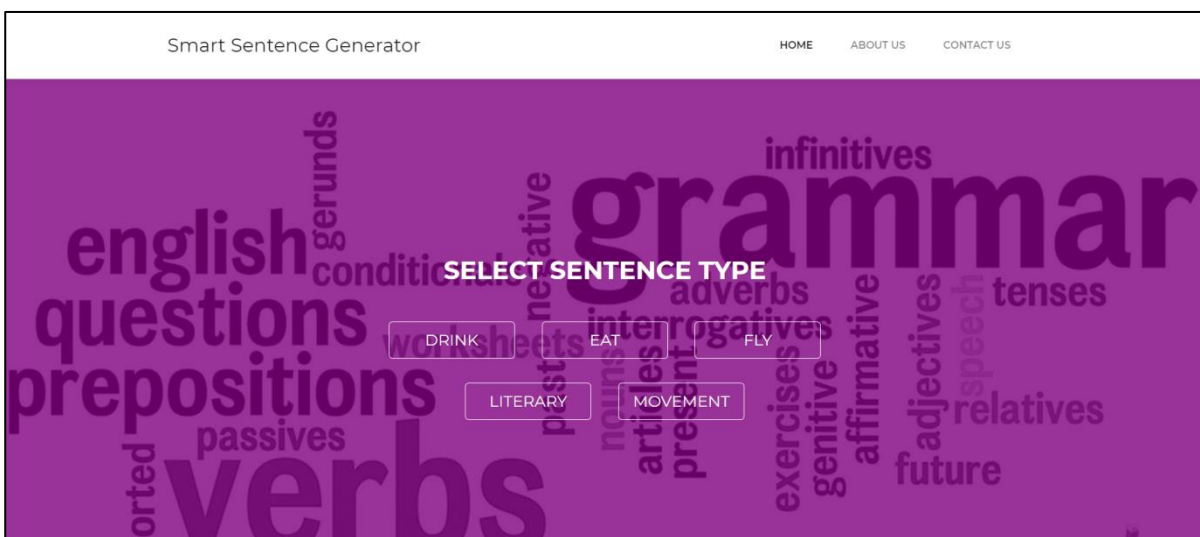 Smart Sentence Generator
HOME ABOUT US CONTACT US
gerunds
infinitives
negative
grammar
english
conditionals
SELECT SENTENCE TYPE
adverbs
tenses
questions
interrogatives
worksheets
DRINK EAT FLY
prepositions
past
nouns
articles
present
exercises
genitive
affirmative
adjectives
speech
LITERARY MOVEMENT
relatives
passives
future
orted
verbs